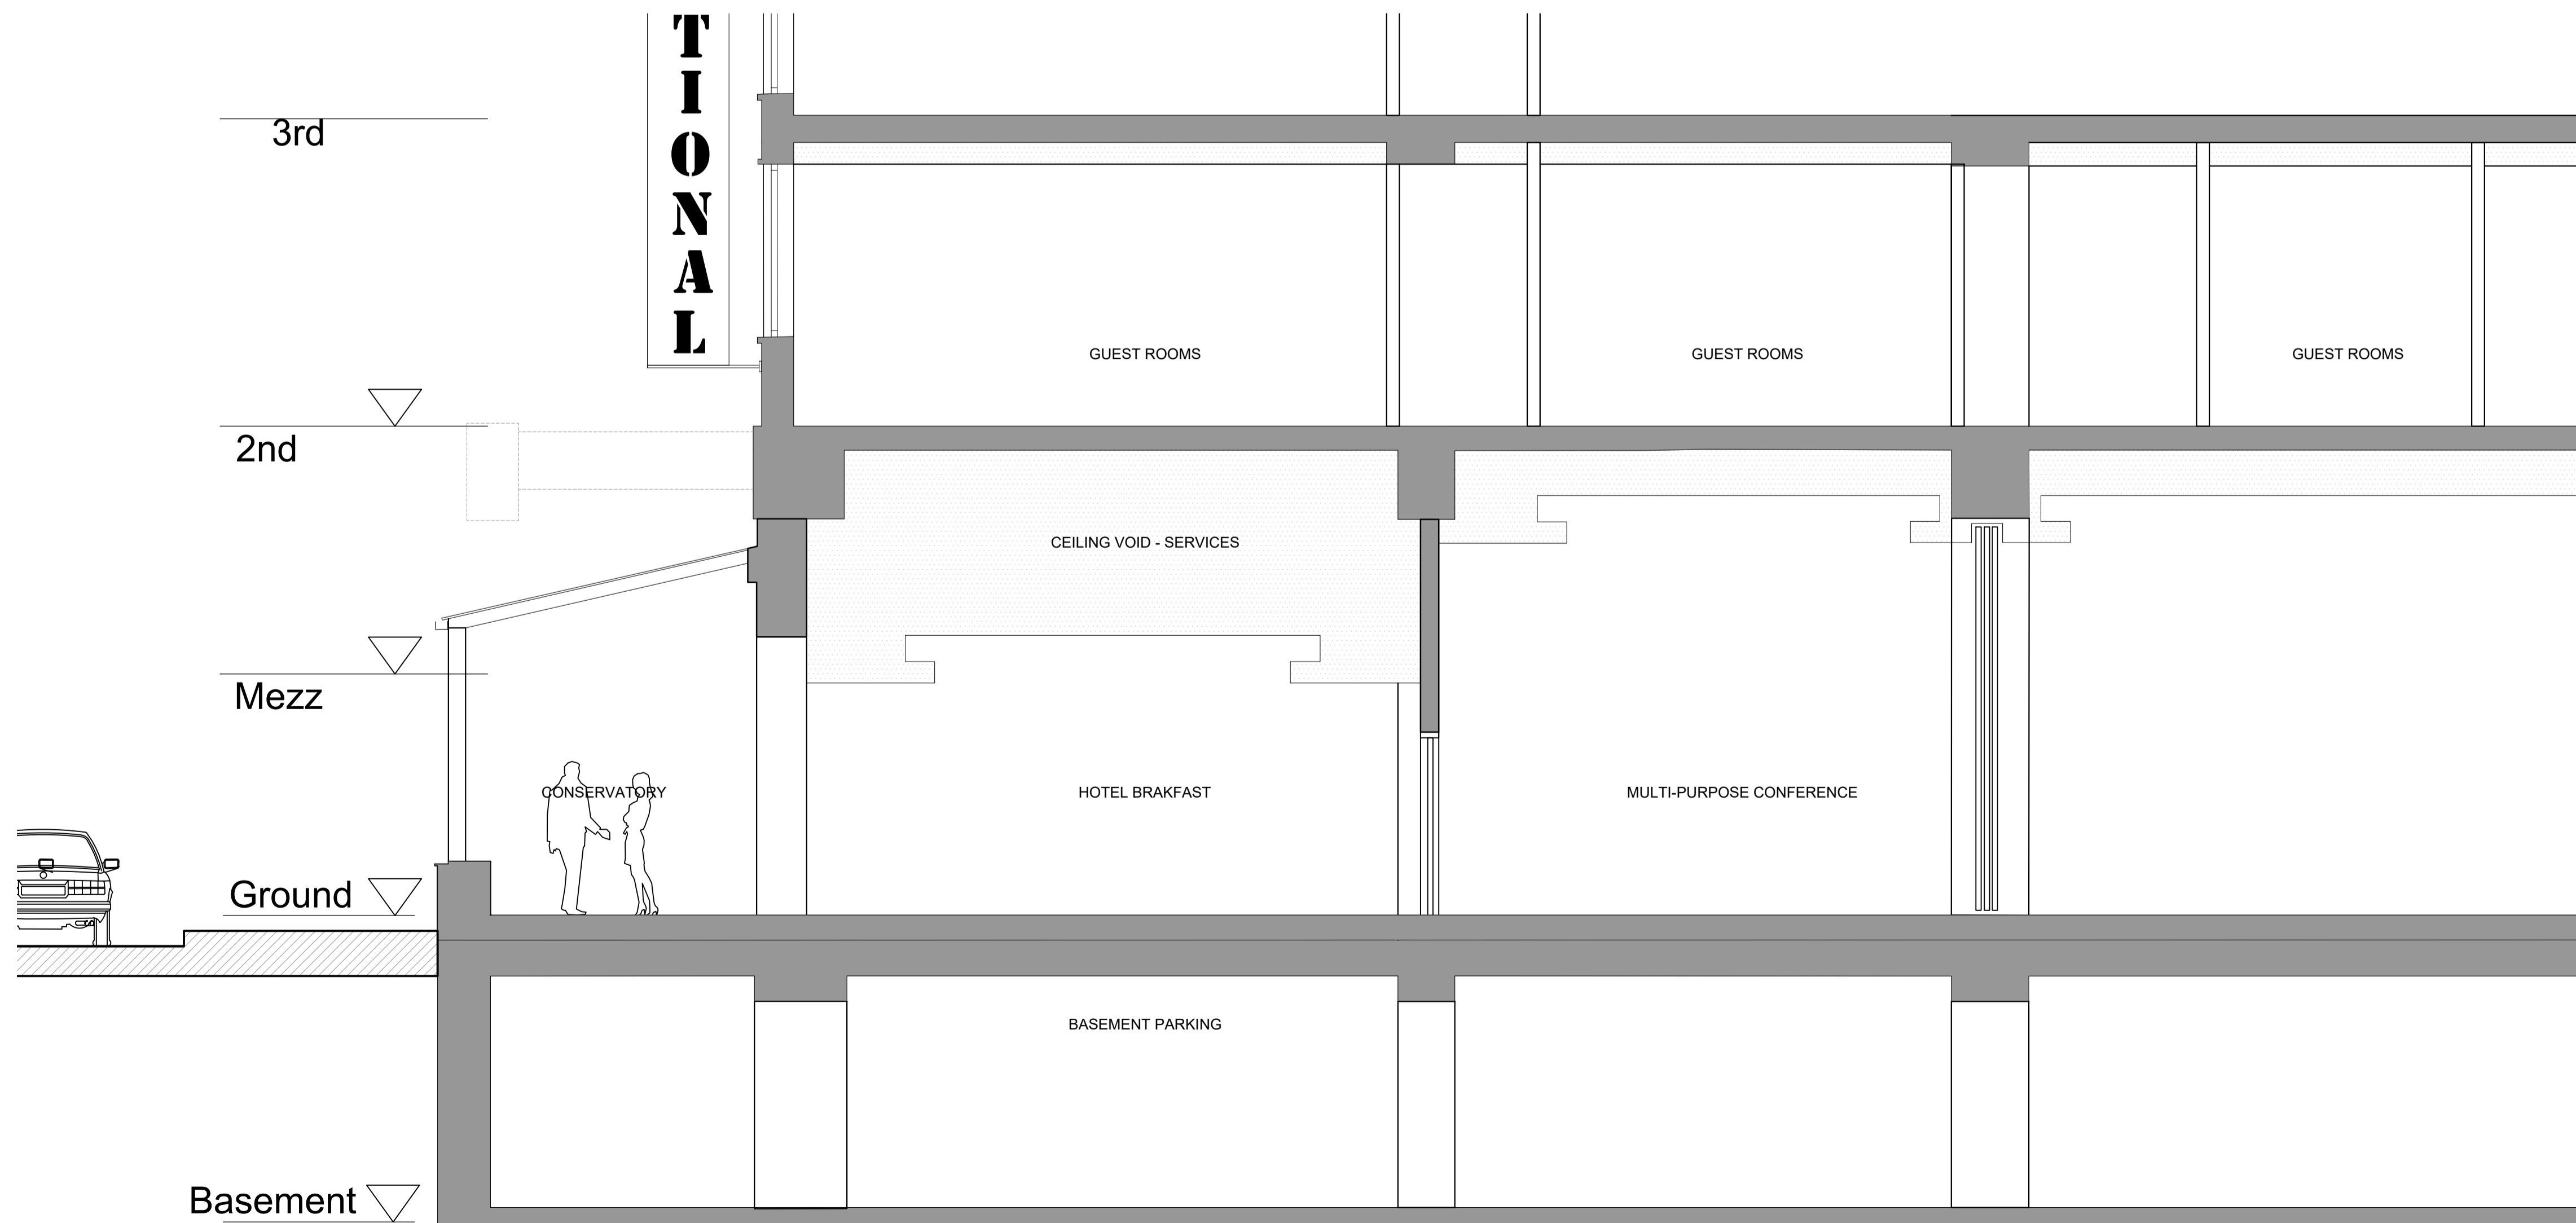 T
I
O
N
A
L
3rd
GUEST ROOMS
GUEST ROOMS
GUEST ROOMS
2nd
CEILING VOID - SERVICES
Mezz
CONSERVATORY
HOTEL BRAKFAST
MULTI-PURPOSE CONFERENCE
Ground
BASEMENT PARKING
Basement